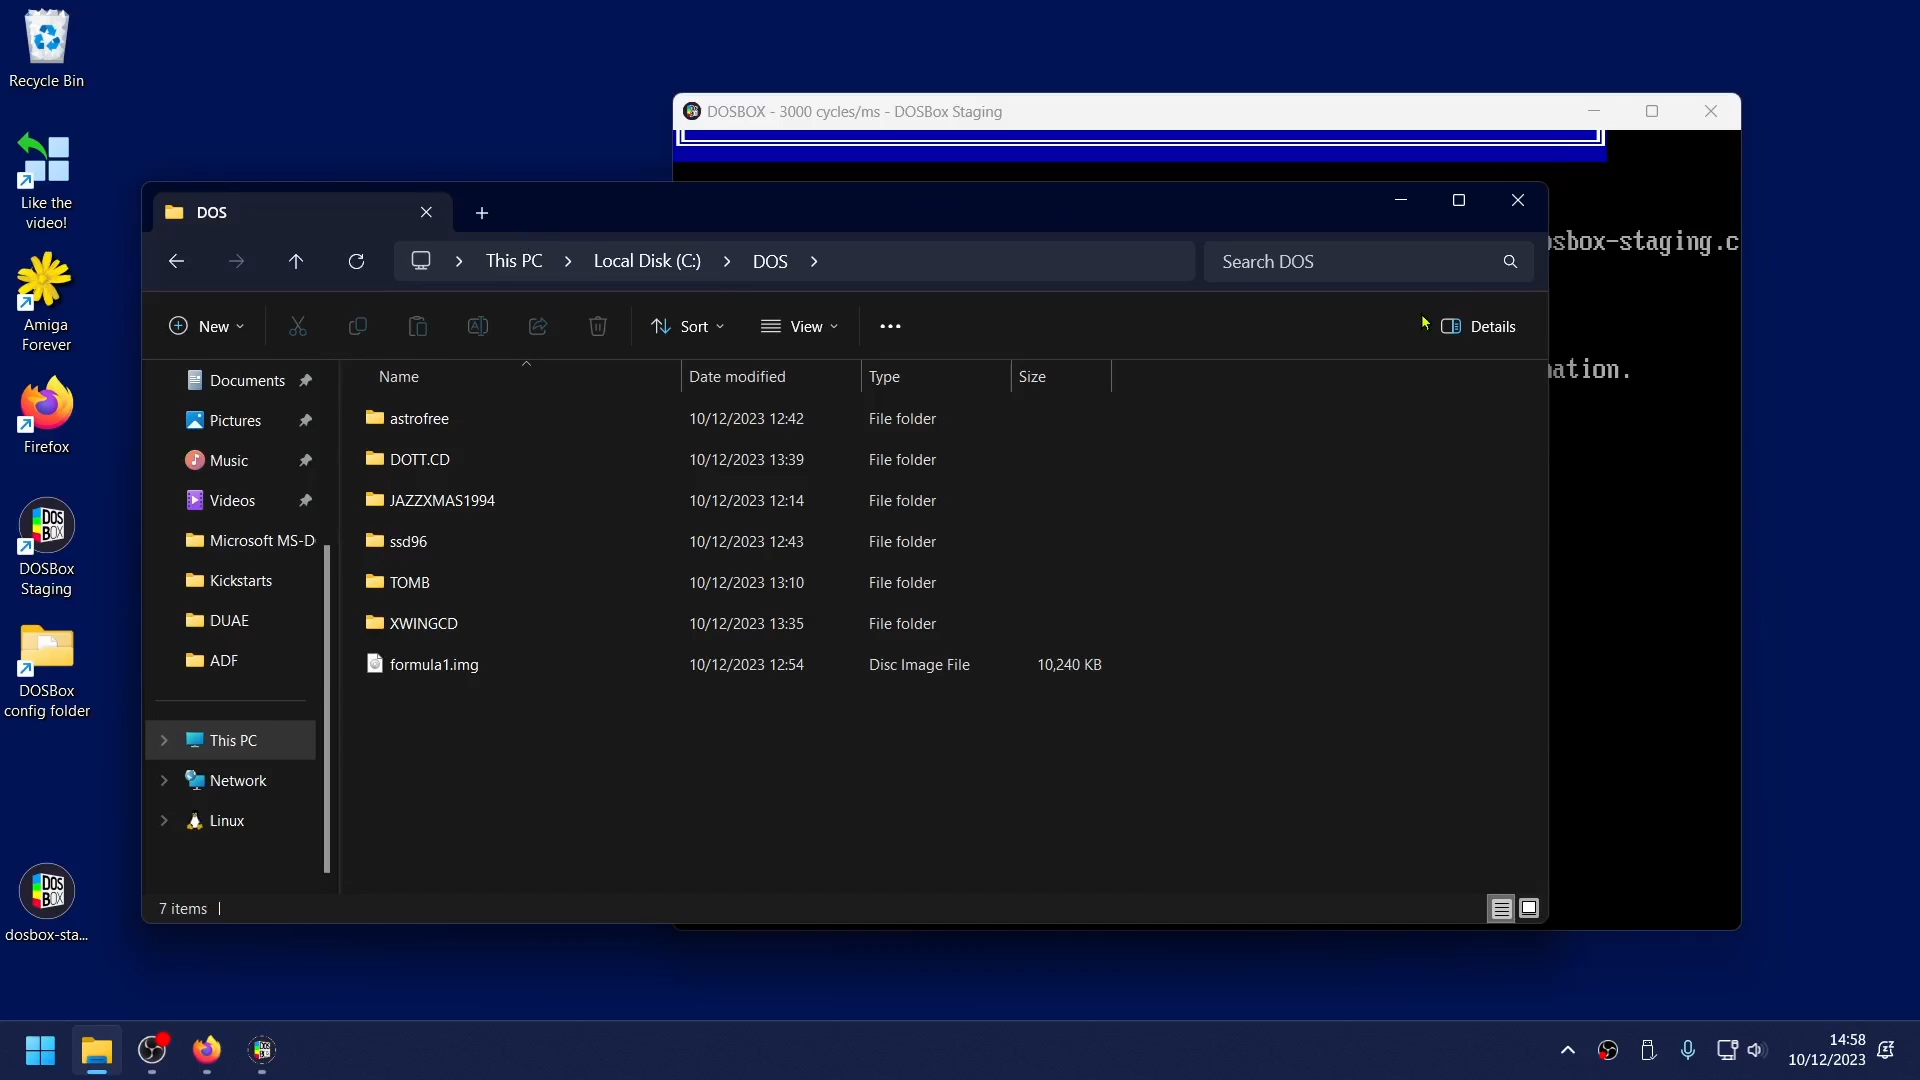 Recycle Bin
Like the
video!
Amiga
Forever
Firefox
DOS
BOX
DOSBox
Staging
DOSBox
config folder
DOS
BOX
dosbox-sta...
DOSBOX - 3000 cycles/ms - DOSBox Staging
osbox-staging.c
mation.
DOS
This PC
Local Disk (C:)
DOS
Search DOS
New
Sort
View
Details
Documents
Pictures
Music
Videos
Microsoft MS-D
Kickstarts
DUAE
ADF
This PC
Network
Linux
Name Date modified Type Size
astrofree 10/12/2023 12:42 File folder
DOTT.CD 10/12/2023 13:39 File folder
JAZZXMAS1994 10/12/2023 12:14 File folder
ssd96 10/12/2023 12:43 File folder
TOMB 10/12/2023 13:10 File folder
XWINGCD 10/12/2023 13:35 File folder
formula1.img 10/12/2023 12:54 Disc Image File 10,240 KB
7 items
14:58
10/12/2023